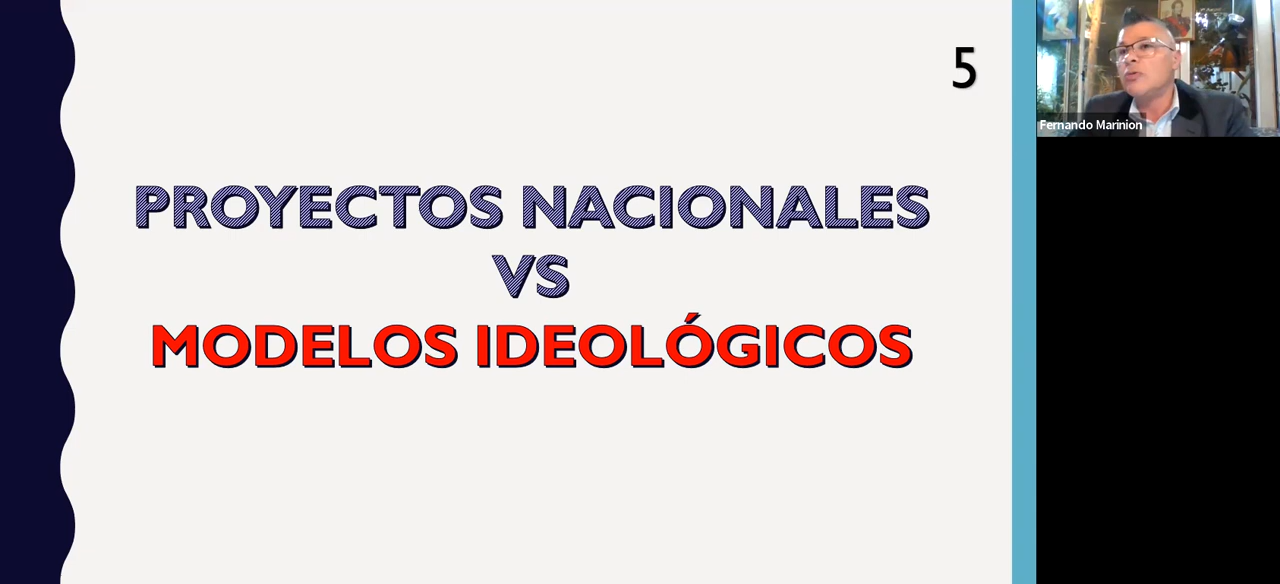 5
PROYECTOS NACIONALES
VS
MODELOS IDEOLÓGICOS
Fernando Marinion